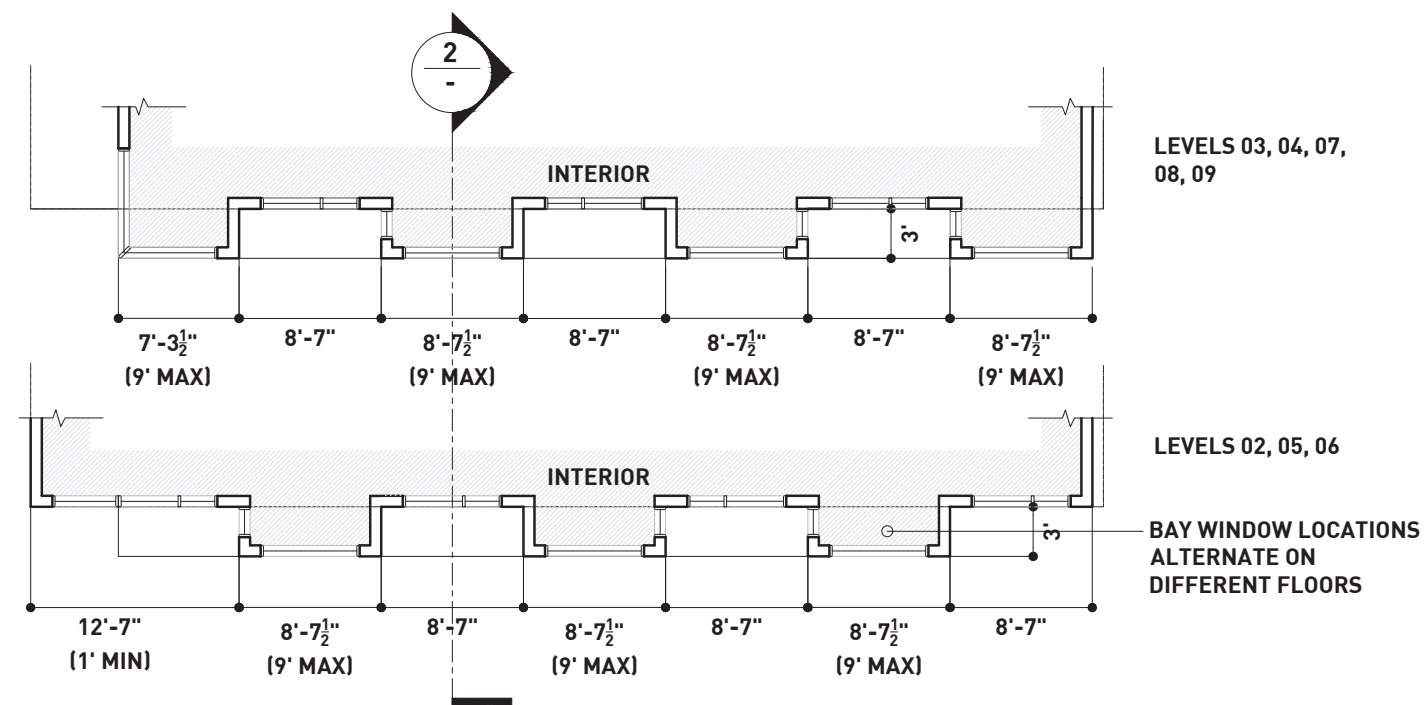 2
-
INTERIOR
LEVELS 03, 04, 07,
08, 09
3'
7'-3½" 8'-7" 8'-7½" 8'-7" 8'-7½" 8'-7" 8'-7½"
(9' MAX) (9' MAX) (9' MAX) (9' MAX)
INTERIOR
LEVELS 02, 05, 06
3'
BAY WINDOW LOCATIONS
ALTERNATE ON
DIFFERENT FLOORS
12'-7" 8'-7½" 8'-7" 8'-7½" 8'-7" 8'-7½" 8'-7"
(1' MIN) (9' MAX) (9' MAX) (9' MAX)